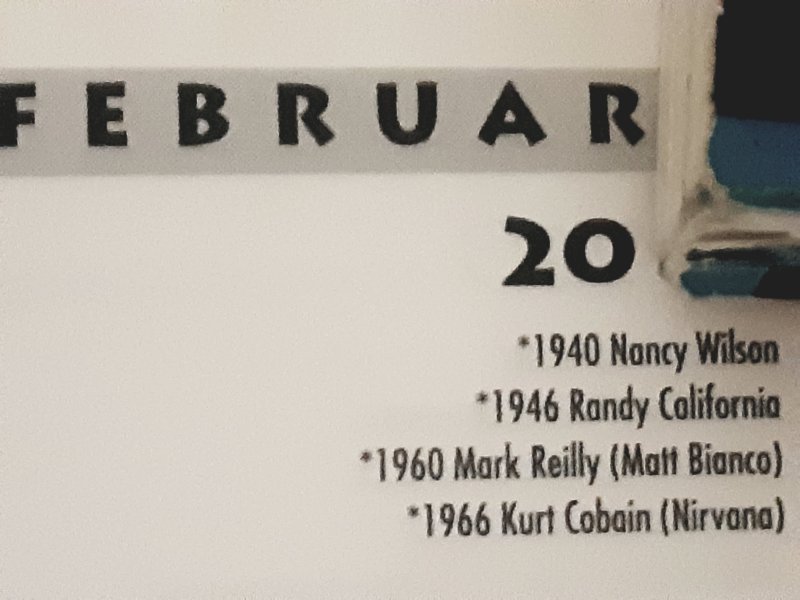 FEBRUAR
20
*1940 Nancy Wilson
*1946 Randy California
*1960 Mark Reilly (Matt Bianco)
*1966 Kurt Cobain (Nirvana)